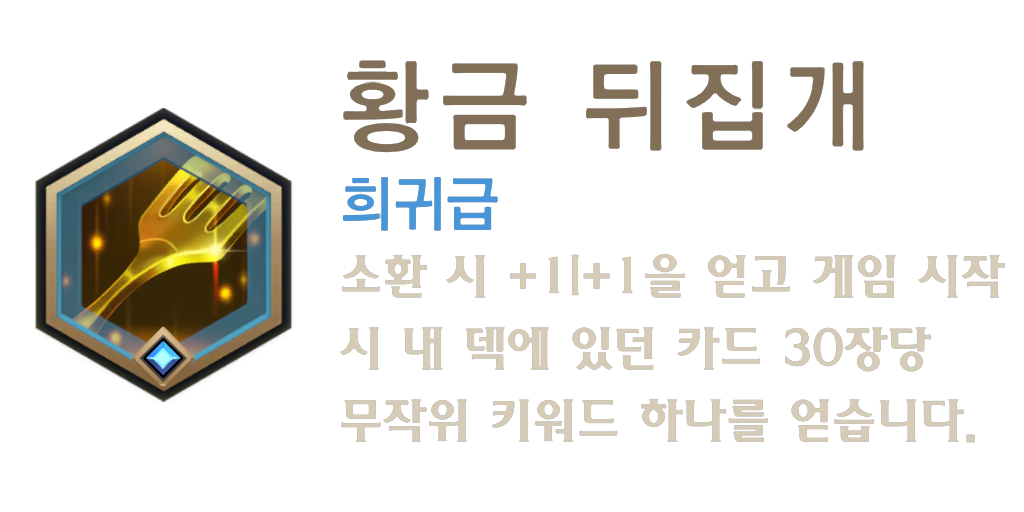 황금 뒤집개
희귀급
소환 시 +1|+1을 얻고 게임 시작
시 내 덱에 있던 카드 30장당
무작위 키워드 하나를 얻습니다.